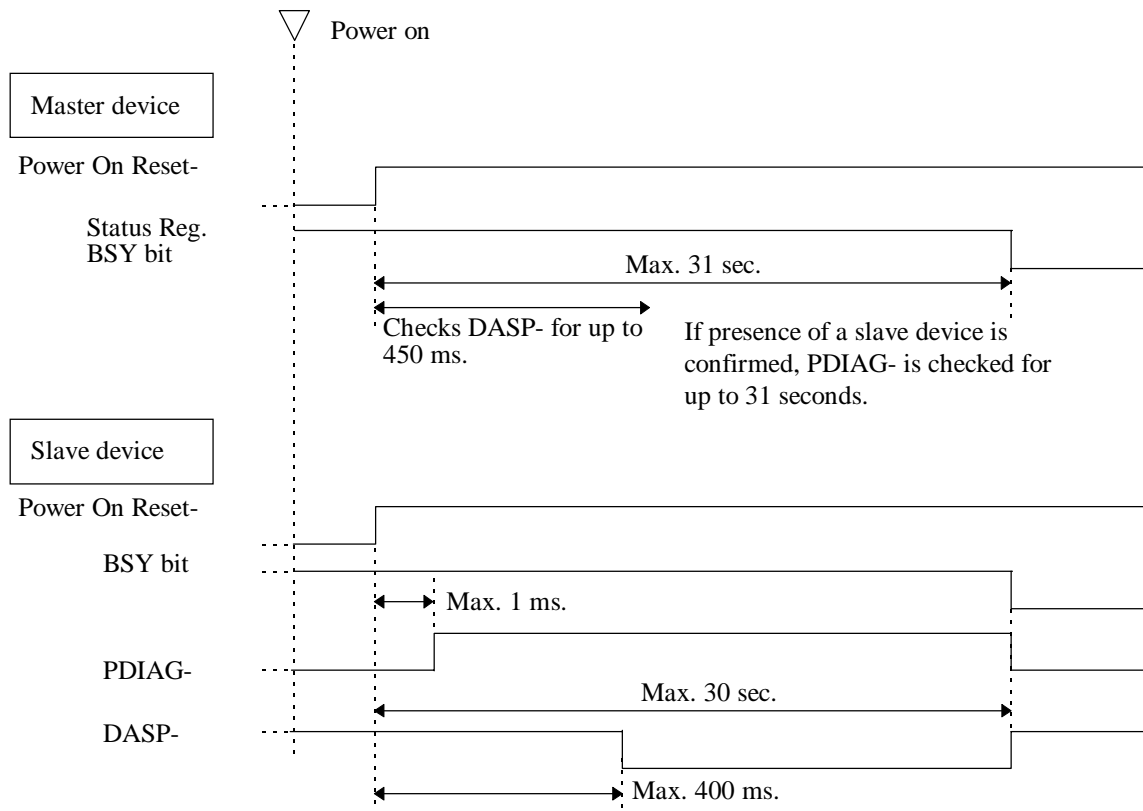 Power on
Master device
Power On Reset-
Status Reg.
BSY bit
Max. 31 sec.
Checks DASP- for up to
450 ms.
If presence of a slave device is
confirmed, PDIAG- is checked for
up to 31 seconds.
Slave device
Power On Reset-
BSY bit
Max. 1 ms.
PDIAG-
Max. 30 sec.
DASP-
Max. 400 ms.